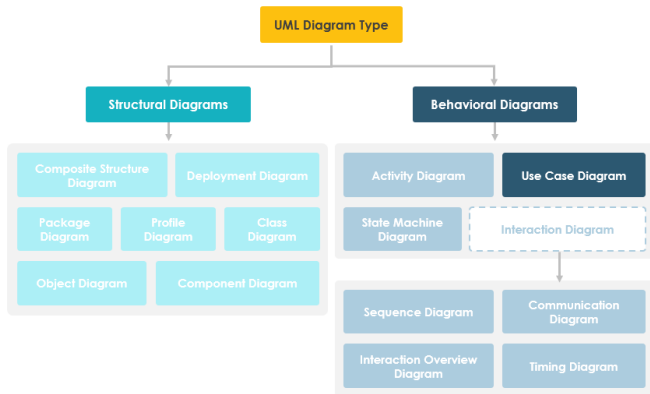 UML Diagram Type
Structural Diagrams
Behavioral Diagrams
Composite Structure
Diagram
Deployment Diagram
Package
Diagram
Profile
Diagram
Class
Diagram
Object Diagram
Component Diagram
Activity Diagram
Use Case Diagram
State Machine
Diagram
Interaction Diagram
Sequence Diagram
Communication
Diagram
Interaction Overview
Diagram
Timing Diagram